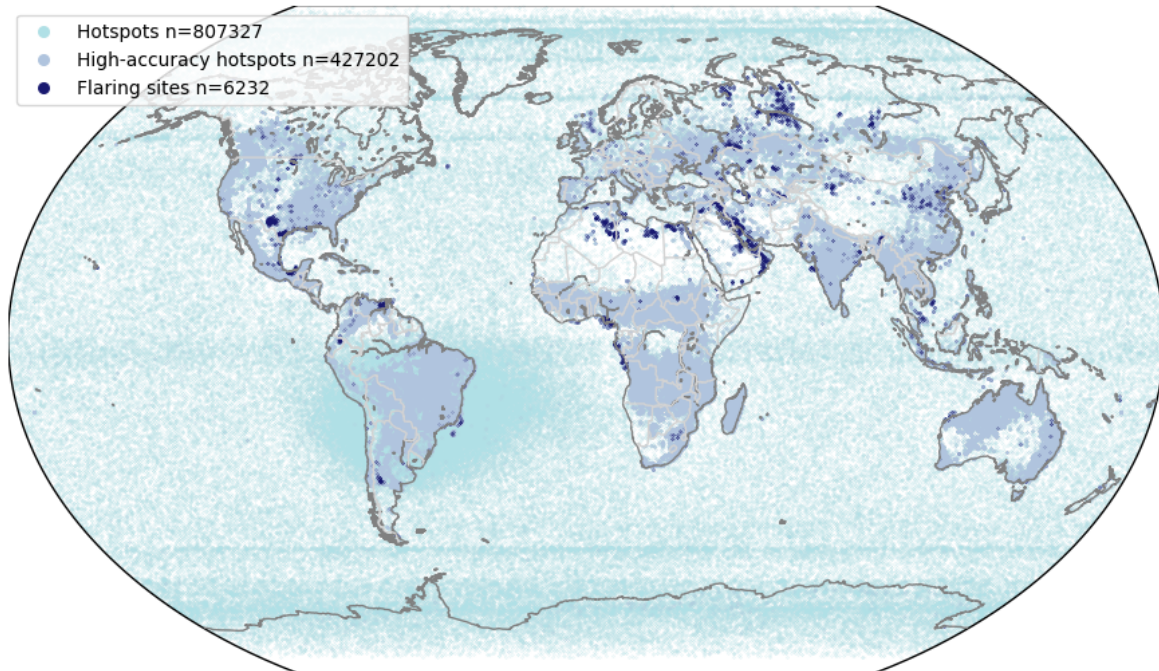 Hotspots n=807327
High-accuracy hotspots n=427202
Flaring sites n=6232